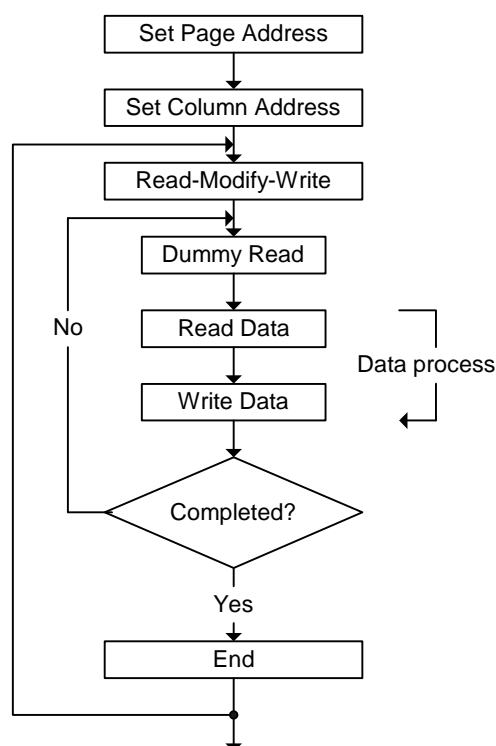 Set Page Address
Set Column Address
Read-Modify-Write
Dummy Read
No
Read Data
Data process
Write Data
Completed?
Yes
End